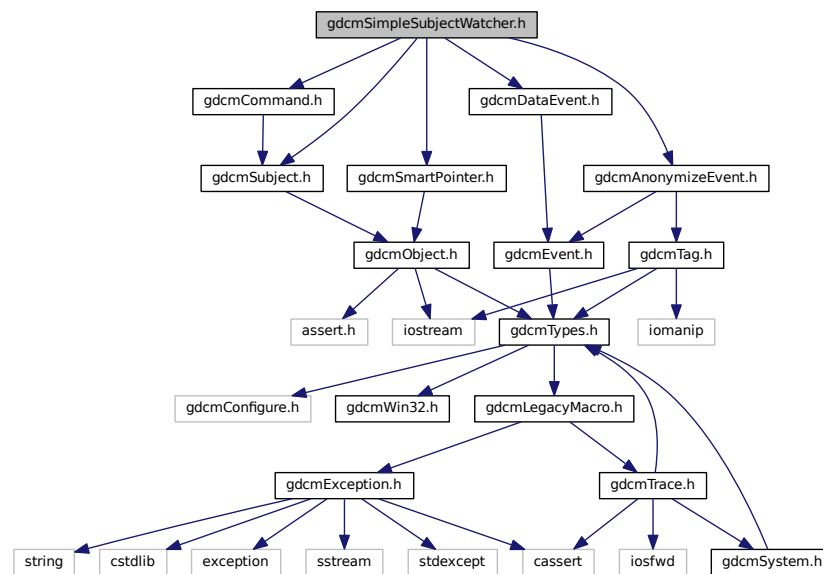 gdcmSimpleSubjectWatcher.h
gdcmCommand.h
gdcmDataEvent.h
gdcmSubject.h
gdcmSmartPointer.h
gdcmAnonymizeEvent.h
gdcmObject.h
gdcmEvent.h
gdcmTag.h
assert.h
iostream
gdcmTypes.h
iomanip
gdcmConfigure.h
gdcmWin32.h
gdcmLegacyMacro.h
gdcmException.h
gdcmTrace.h
string
cstdlib
exception
sstream
stdexcept
cassert
iosfwd
gdcmSystem.h